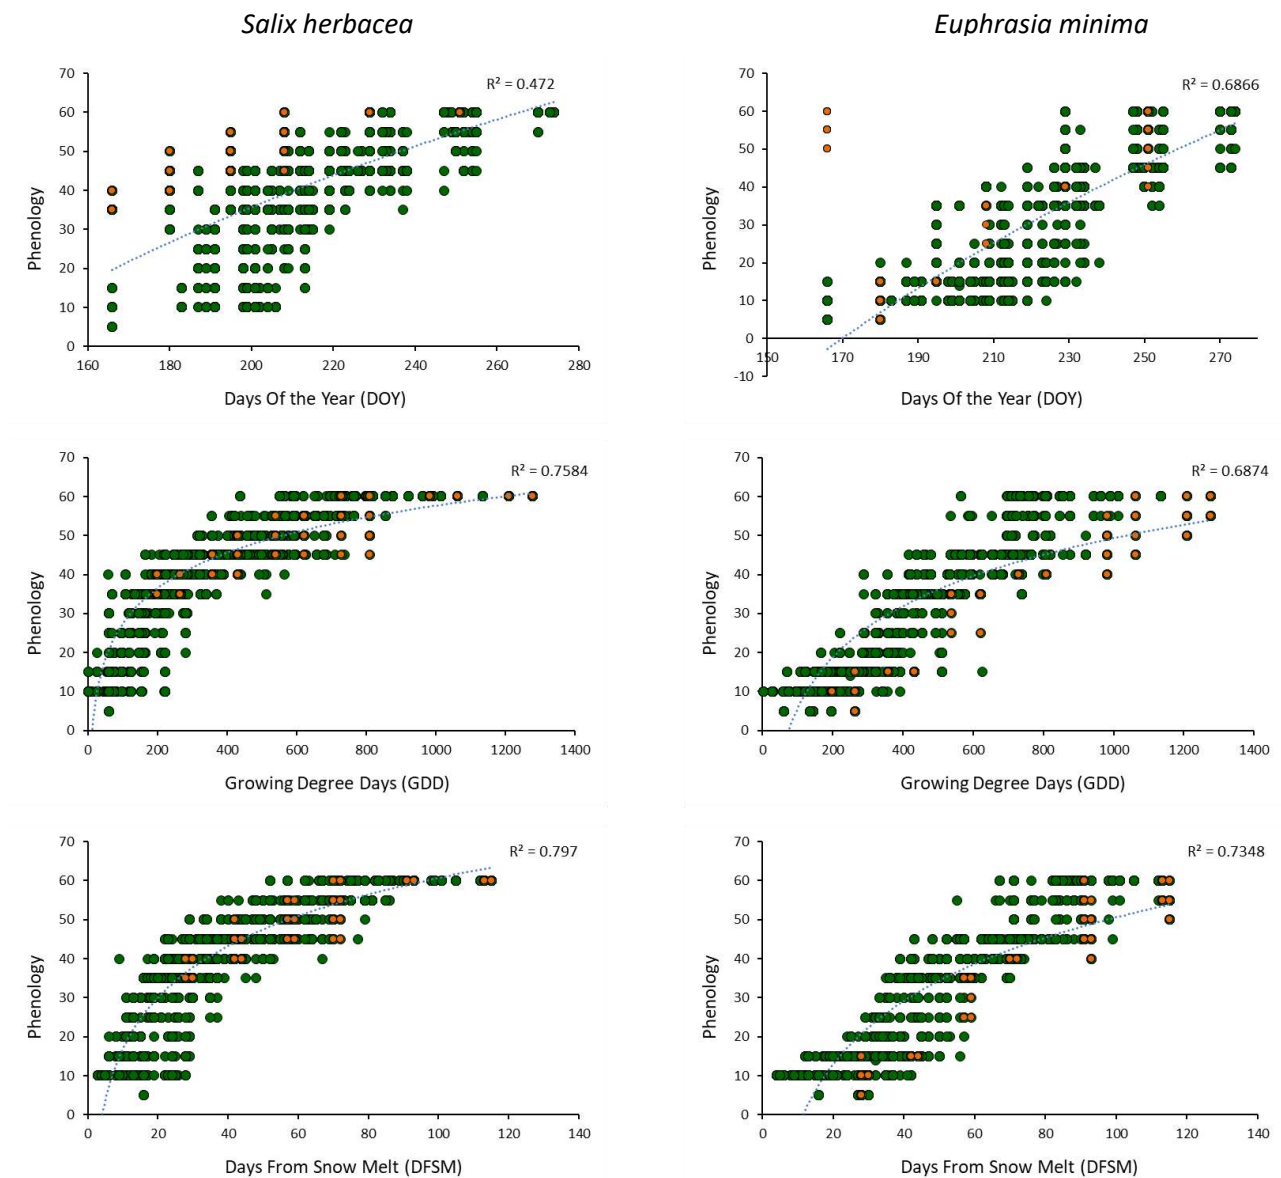 Salix herbacea
Euphrasia minima
70
60
50
40
30
20
10
0
Phenology
R² = 0.472
160 180 200 220 240 260 280
Days Of the Year (DOY)
70
60
50
40
30
20
10
0
-10
Phenology
R² = 0.6866
150 170 190 210 230 250 270
Days Of the Year (DOY)
70
60
50
40
30
20
10
0
Phenology
R² = 0.7584
0 200 400 600 800 1000 1200 1400
Growing Degree Days (GDD)
70
60
50
40
30
20
10
0
Phenology
R² = 0.6874
0 200 400 600 800 1000 1200 1400
Growing Degree Days (GDD)
70
60
50
40
30
20
10
0
Phenology
R² = 0.797
0 20 40 60 80 100 120 140
Days From Snow Melt (DFSM)
70
60
50
40
30
20
10
0
Phenology
R² = 0.7348
0 20 40 60 80 100 120 140
Days From Snow Melt (DFSM)